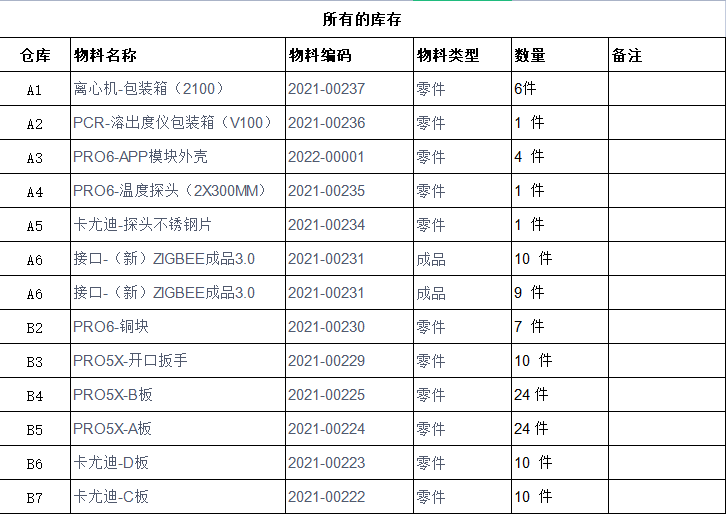 所有的库存
仓库 物料名称 物料编码 物料类型 数量 备注
A1 离心机-包装箱（2100） 2021-00237 零件 6件
A2 PCR-溶出度仪包装箱（V100） 2021-00236 零件 1 件
A3 PRO6-APP模块外壳 2022-00001 零件 4 件
A4 PRO6-温度探头（2X300MM） 2021-00235 零件 1 件
A5 卡尤迪-探头不锈钢片 2021-00234 零件 1 件
A6 接口-（新）ZIGBEE成品3.0 2021-00231 成品 10 件
A6 接口-（新）ZIGBEE成品3.0 2021-00231 成品 9 件
B2 PRO6-铜块 2021-00230 零件 7 件
B3 PRO5X-开口扳手 2021-00229 零件 10 件
B4 PRO5X-B板 2021-00225 零件 24 件
B5 PRO5X-A板 2021-00224 零件 24 件
B6 卡尤迪-D板 2021-00223 零件 10 件
B7 卡尤迪-C板 2021-00222 零件 10 件